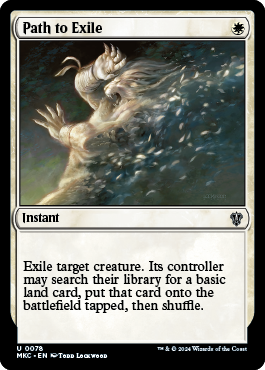 Path to Exile
Instant
Exile target creature. Its controller
may search their library for a basic
land card, put that card onto the
battlefield tapped, then shuffle.
U 0078
MKC • EN Todd Lockwood
™ & © 2024 Wizards of the Coast